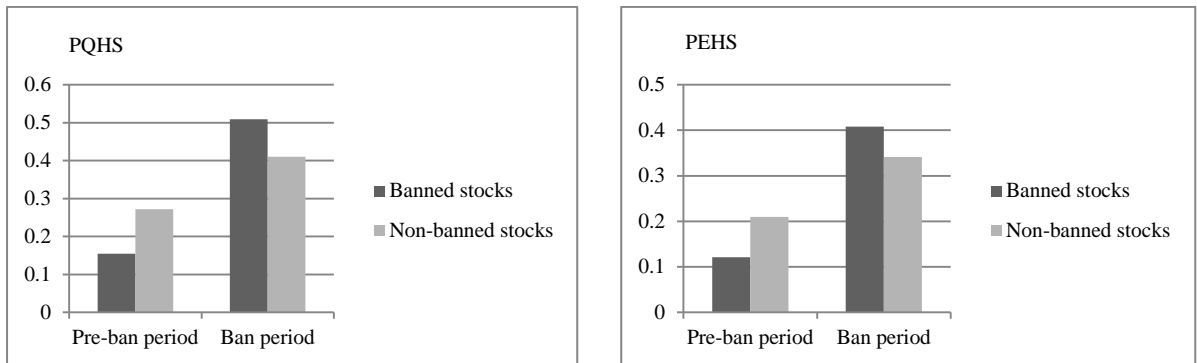 PQHS
0.6
0.5
0.4
0.3
0.2
0.1
0
Pre-ban period Ban period
Banned stocks
Non-banned stocks
PEHS
0.5
0.4
0.3
0.2
0.1
0
Pre-ban period Ban period
Banned stocks
Non-banned stocks